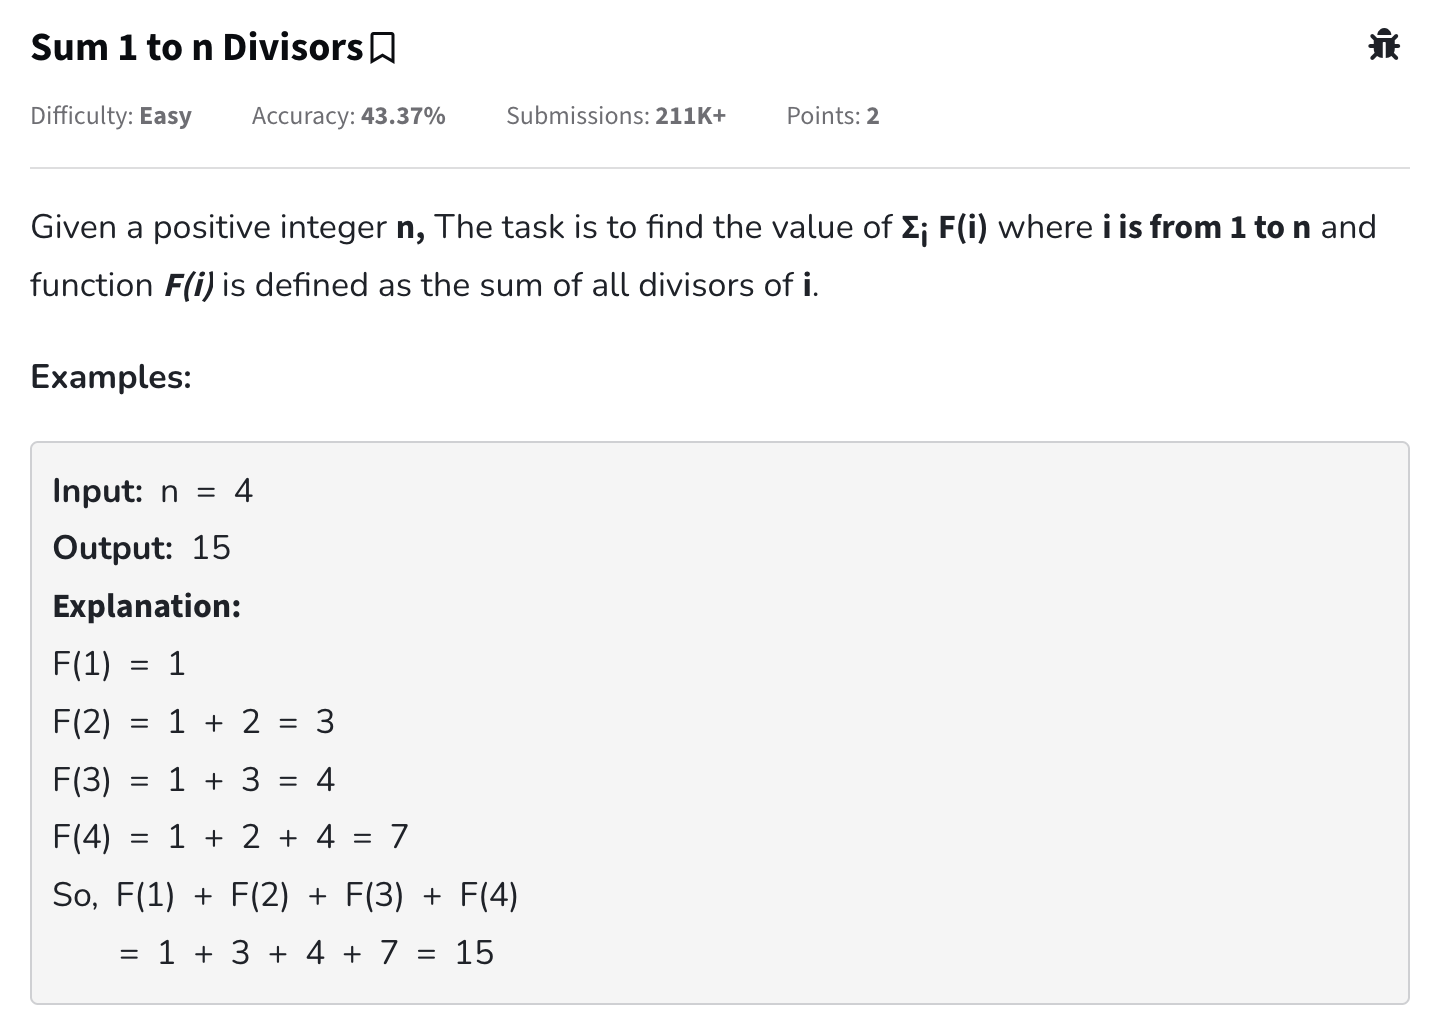 Sum 1 to n Divisors
Difficulty: Easy Accuracy: 43.37% Submissions: 211K+ Points: 2
Given a positive integer n, The task is to find the value of Σi F(i) where i is from 1 to n and
function F(i) is defined as the sum of all divisors of i.
Examples:
Input: n = 4
Output: 15
Explanation:
F(1) = 1
F(2) = 1 + 2 = 3
F(3) = 1 + 3 = 4
F(4) = 1 + 2 + 4 = 7
So, F(1) + F(2) + F(3) + F(4)
= 1 + 3 + 4 + 7 = 15